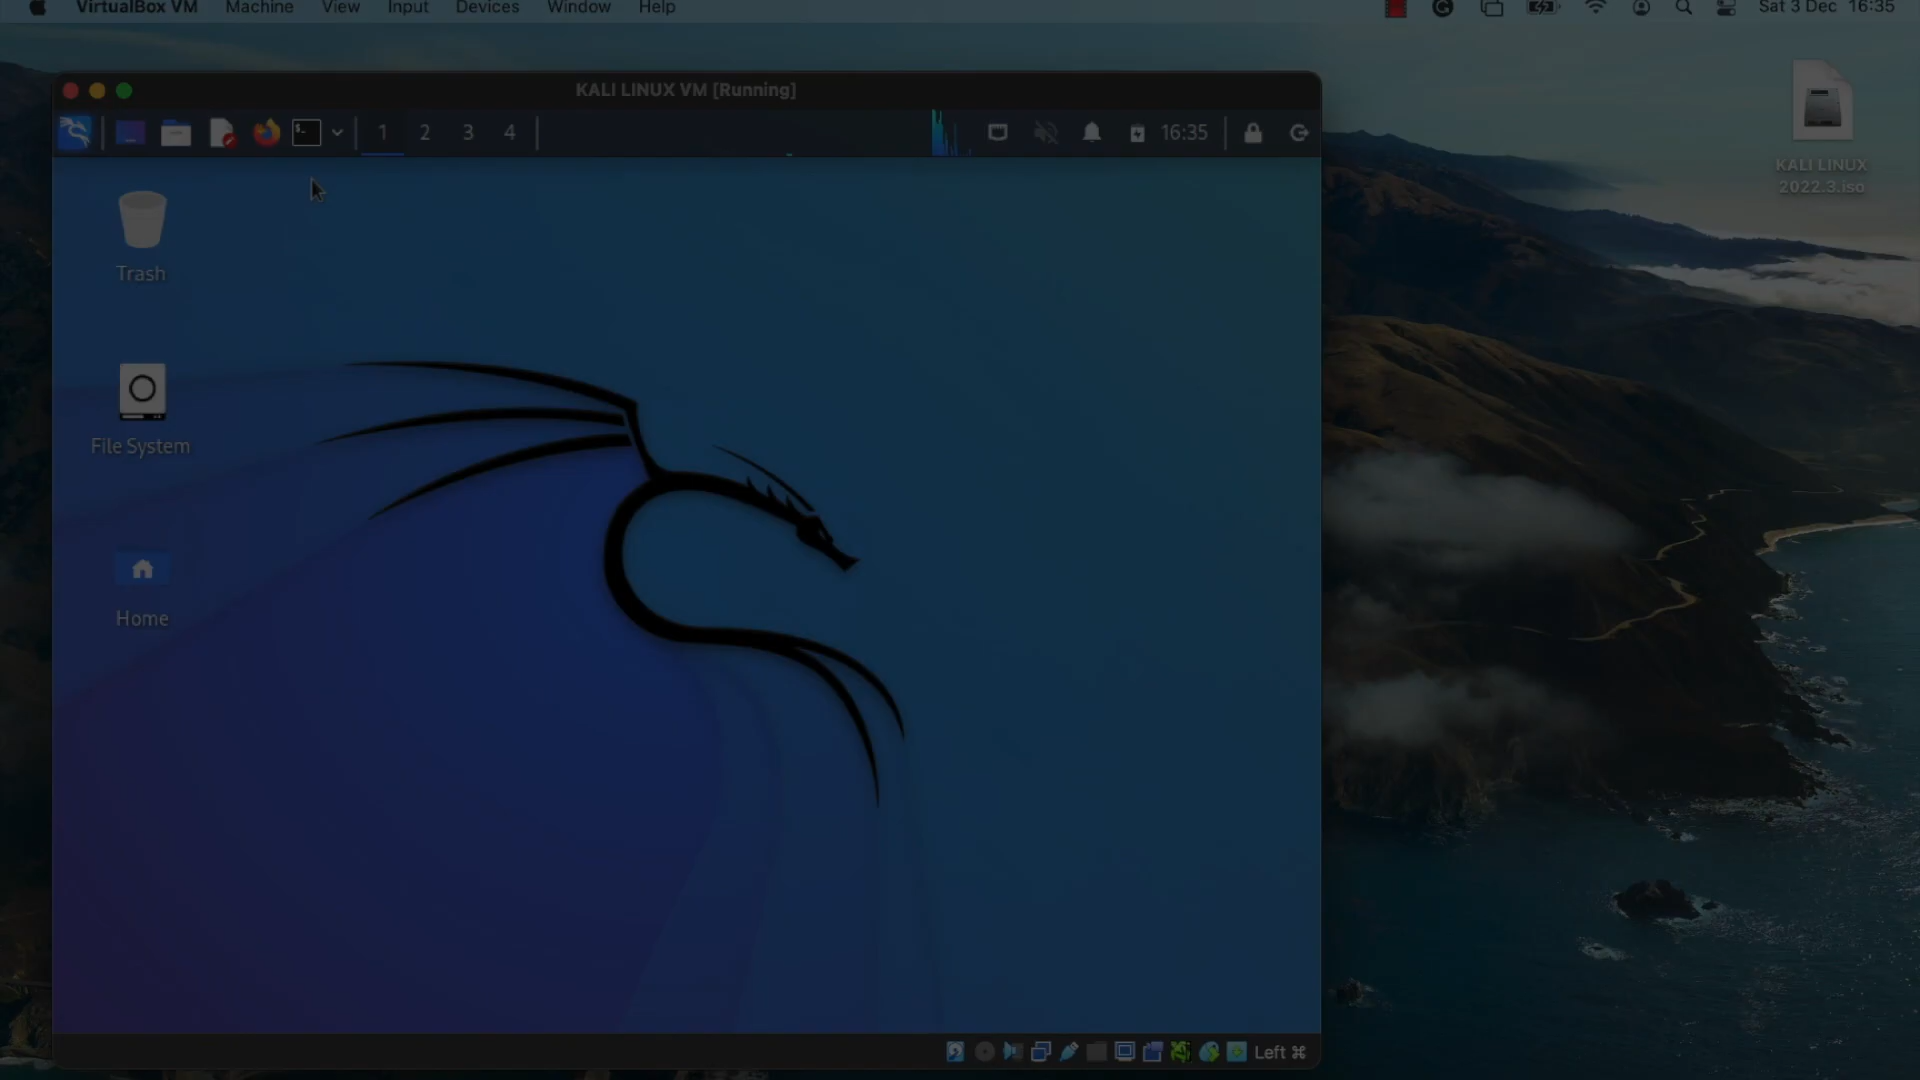 VirtualBox VM Machine View Input Devices Window Help Sat 3 Dec 16:35
KALI LINUX VM [Running]
1 2 3 4 16:35
KALI LINUX
2022.3.iso
Trash
File System
Home
Left ⌘